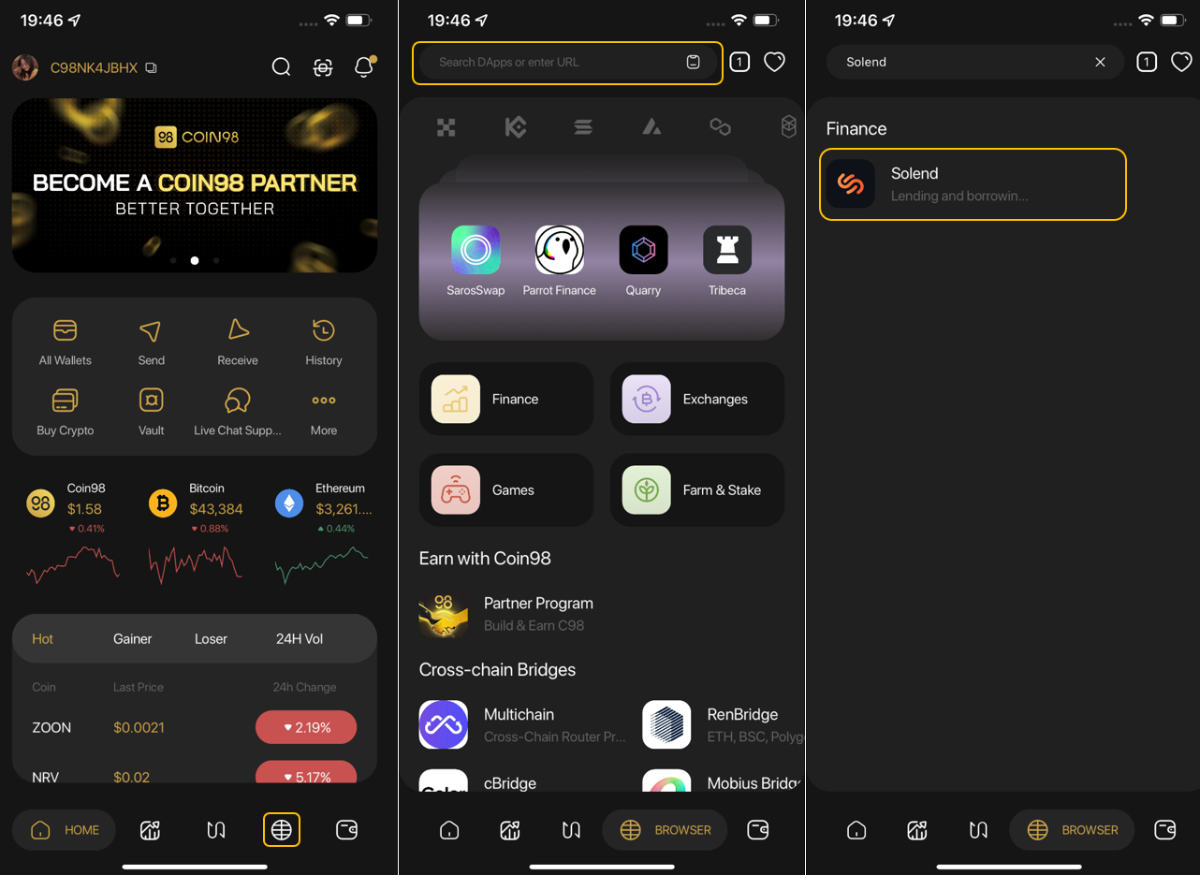 19:46
C98NK4JBHX
98 COIN98
BECOME A COIN98 PARTNER
BETTER TOGETHER
All Wallets
Send
Receive
History
Buy Crypto
Vault
Live Chat Supp...
More
98
Coin98
$1.58
0.41%
Bitcoin
$43,384
0.88%
Ethereum
$3,261....
0.44%
Hot
Gainer
Loser
24H Vol
Coin
Last Price
24h Change
ZOON
$0.0021
2.19%
NRV
$0.02
5.17%
HOME
19:46
Search DApps or enter URL
1
SarosSwap
Parrot Finance
Quarry
Tribeca
Finance
Exchanges
Games
Farm & Stake
Earn with Coin98
98
Partner Program
Build & Earn C98
Cross-chain Bridges
Multichain
Cross-Chain Router Pr...
RenBridge
ETH, BSC, Polyg
cBridge
Mobius Bridg
BROWSER
19:46
Solend
1
Finance
Solend
Lending and borrowin...
BROWSER